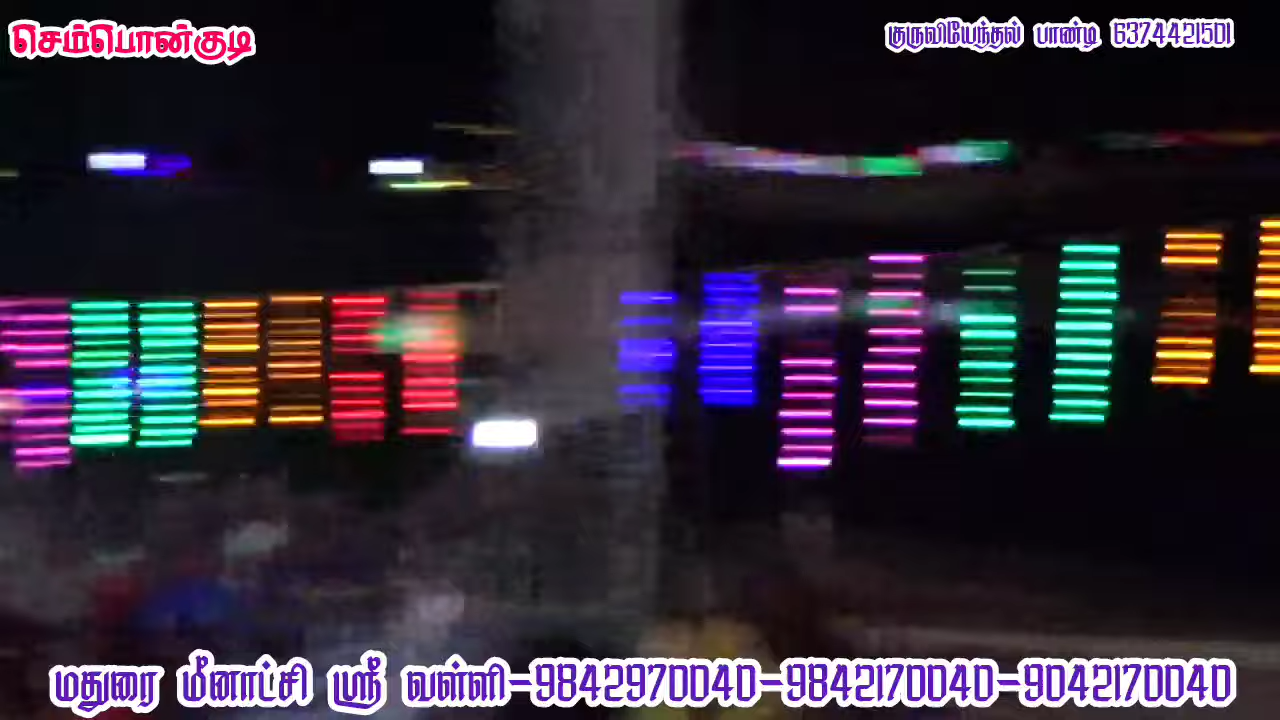 செம்பொன்குடி
குருவியேந்தல் பாண்டி 6374421501
மதுரை மீனாட்சி ஸ்ரீ வள்ளி-9842970040-9842170040-9042170040